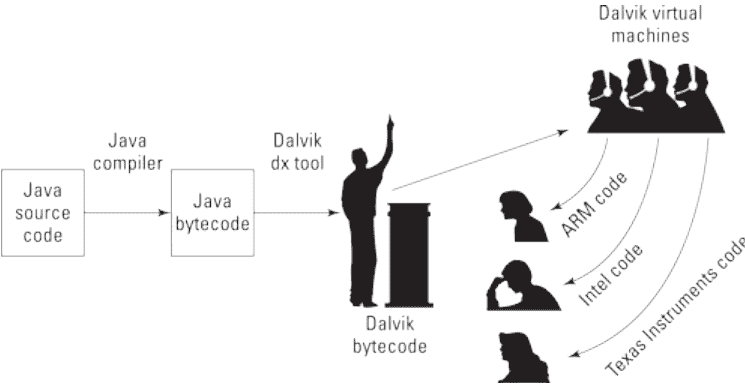 Dalvik virtual
machines
Java
compiler
Dalvik
dx tool
Java
source
code
Java
bytecode
ARM code
Intel code
Texas Instruments code
Dalvik
bytecode